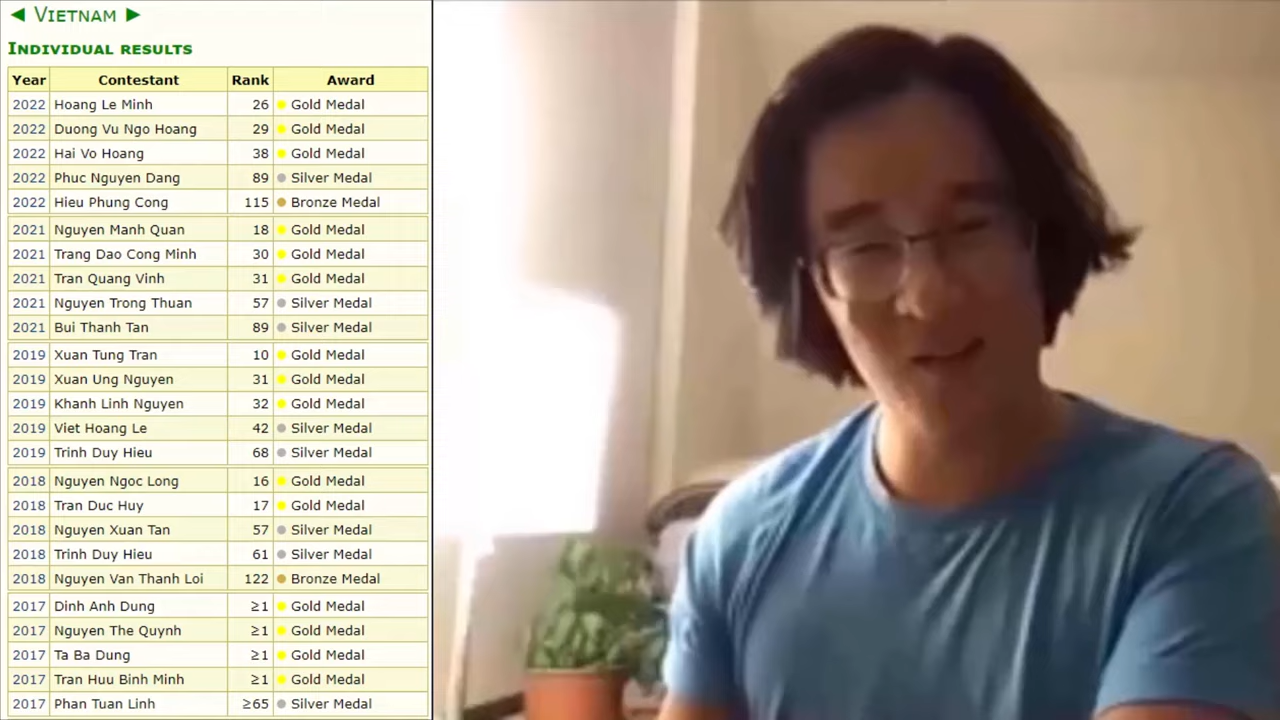 ◄ Vietnam ►
Individual results
Year Contestant Rank Award
2022 Hoang Le Minh 26 Gold Medal
2022 Duong Vu Ngo Hoang 29 Gold Medal
2022 Hai Vo Hoang 38 Gold Medal
2022 Phuc Nguyen Dang 89 Silver Medal
2022 Hieu Phung Cong 115 Bronze Medal
2021 Nguyen Manh Quan 18 Gold Medal
2021 Trang Dao Cong Minh 30 Gold Medal
2021 Tran Quang Vinh 31 Gold Medal
2021 Nguyen Trong Thuan 57 Silver Medal
2021 Bui Thanh Tan 89 Silver Medal
2019 Xuan Tung Tran 10 Gold Medal
2019 Xuan Ung Nguyen 31 Gold Medal
2019 Khanh Linh Nguyen 32 Gold Medal
2019 Viet Hoang Le 42 Silver Medal
2019 Trinh Duy Hieu 68 Silver Medal
2018 Nguyen Ngoc Long 16 Gold Medal
2018 Tran Duc Huy 17 Gold Medal
2018 Nguyen Xuan Tan 57 Silver Medal
2018 Trinh Duy Hieu 61 Silver Medal
2018 Nguyen Van Thanh Loi 122 Bronze Medal
2017 Dinh Anh Dung ≥1 Gold Medal
2017 Nguyen The Quynh ≥1 Gold Medal
2017 Ta Ba Dung ≥1 Gold Medal
2017 Tran Huu Binh Minh ≥1 Gold Medal
2017 Phan Tuan Linh ≥65 Silver Medal